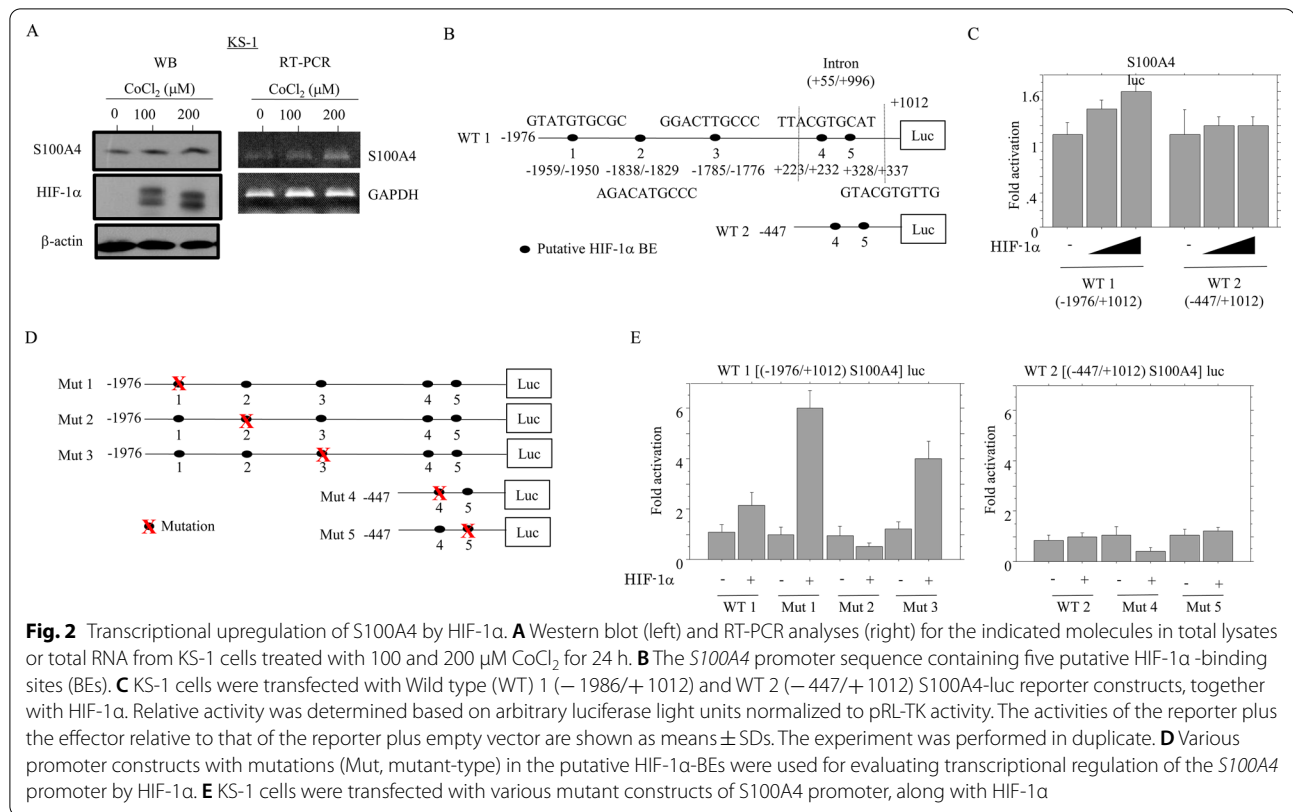 A
KS-1
WB
RT-PCR
CoCl2 (μM)
CoCl2 (μM)
0 100 200
0 100 200
S100A4
HIF-1α
β-actin
S100A4
GAPDH
B
Intron
(+55/+996)
+1012
GTATGTGCGC GGACTTGCCC TTACGTGCAT
WT 1 -1976
Luc
1 2 3 4 5
-1959/-1950 -1838/-1829 -1785/-1776 +223/+232 +328/+337
AGACATGCCC GTACGTGTTG
WT 2 -447
Luc
4 5
Putative HIF-1α BE
C
S100A4
luc
1.6
1
.4
0
Fold activation
HIF-1α
- -
WT 1
(-1976/+1012)
WT 2
(-447/+1012)
D
Mut 1 -1976
Luc
1 2 3 4 5
Mut 2 -1976
Luc
1 2 3 4 5
Mut 3 -1976
Luc
1 2 3 4 5
Mut 4 -447
Luc
4 5
Mut 5 -447
Luc
4 5
X Mutation
E
WT 1 [(-1976/+1012) S100A4] luc
6
4
2
0
Fold activation
HIF-1α
- + - + - + - +
WT 1 Mut 1 Mut 2 Mut 3
WT 2 [(-447/+1012) S100A4] luc
6
4
2
0
Fold activation
- + - + - +
WT 2 Mut 4 Mut 5
Fig. 2 Transcriptional upregulation of S100A4 by HIF-1α. A Western blot (left) and RT-PCR analyses (right) for the indicated molecules in total lysates
or total RNA from KS-1 cells treated with 100 and 200 μM CoCl2 for 24 h. B The S100A4 promoter sequence containing five putative HIF-1α -binding
sites (BEs). C KS-1 cells were transfected with Wild type (WT) 1 (− 1986/+ 1012) and WT 2 (− 447/+ 1012) S100A4-luc reporter constructs, together
with HIF-1α. Relative activity was determined based on arbitrary luciferase light units normalized to pRL-TK activity. The activities of the reporter plus
the effector relative to that of the reporter plus empty vector are shown as means ± SDs. The experiment was performed in duplicate. D Various
promoter constructs with mutations (Mut, mutant-type) in the putative HIF-1α-BEs were used for evaluating transcriptional regulation of the S100A4
promoter by HIF-1α. E KS-1 cells were transfected with various mutant constructs of S100A4 promoter, along with HIF-1α